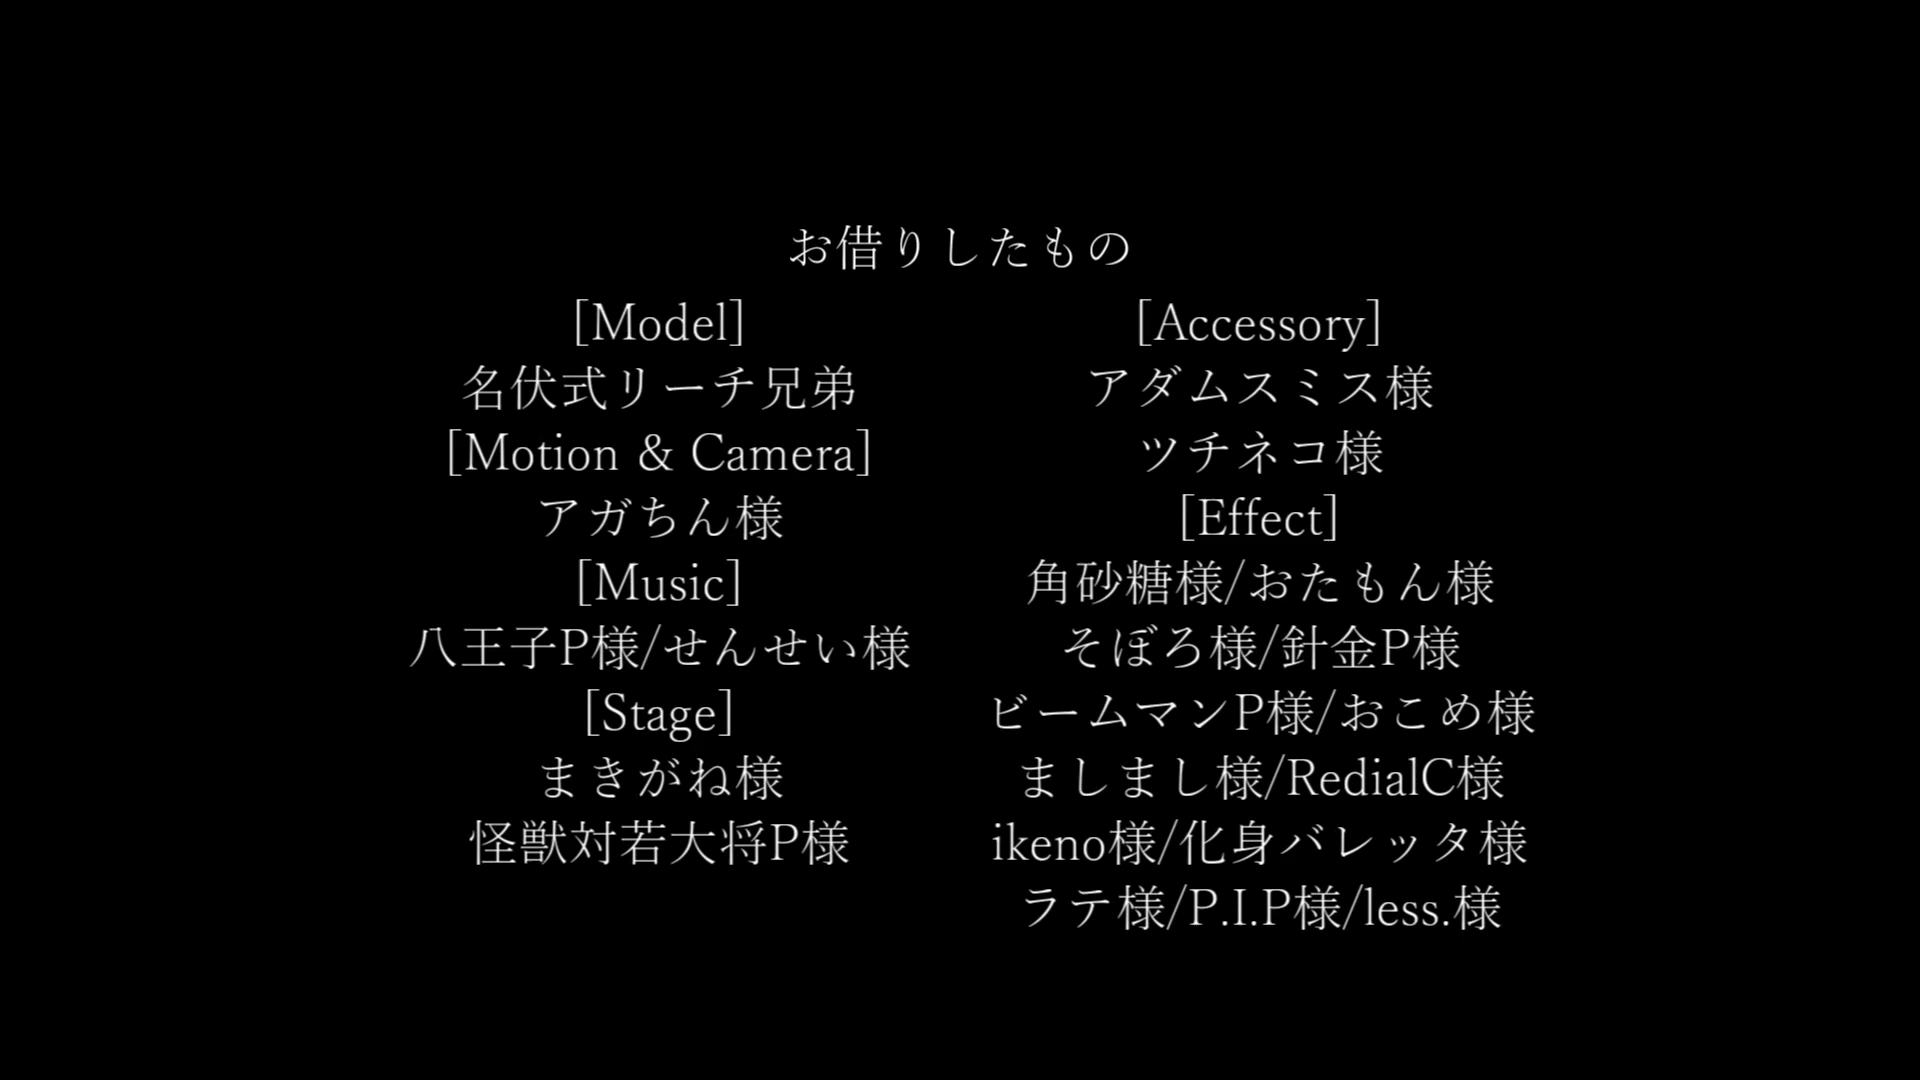 お借りしたもの
[Model]
名伏式リーチ兄弟
[Motion & Camera]
アガちん様
[Music]
八王子P様/せんせい様
[Stage]
まきがね様
怪獣対若大将P様
[Accessory]
アダムスミス様
ツチネコ様
[Effect]
角砂糖様/おたもん様
そぼろ様/針金P様
ビームマンP様/おこめ様
ましまし様/RedialC様
ikeno様/化身バレッタ様
ラテ様/P.I.P様/less.様